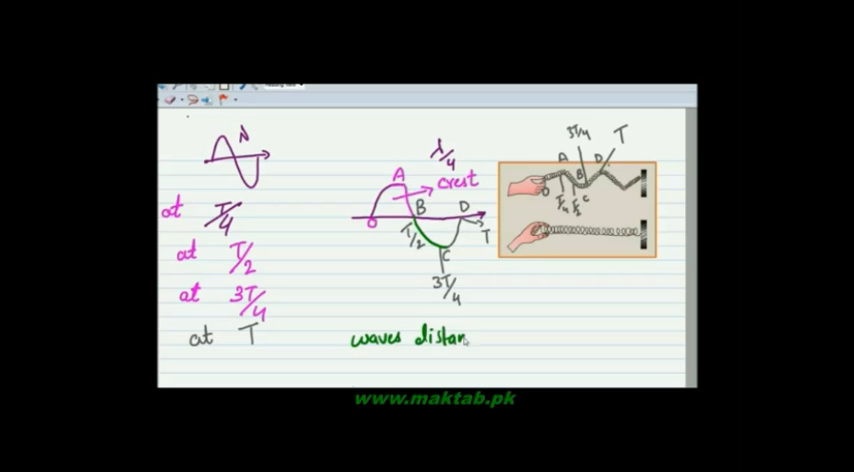 N
at T/4
at T/2
at 3T/4
at T
λ/4
A crest
O B D
T/2 C T
3T/4
3T/4 T
A D
B
O T/4 T/2 C
waves distan
www.maktab.pk